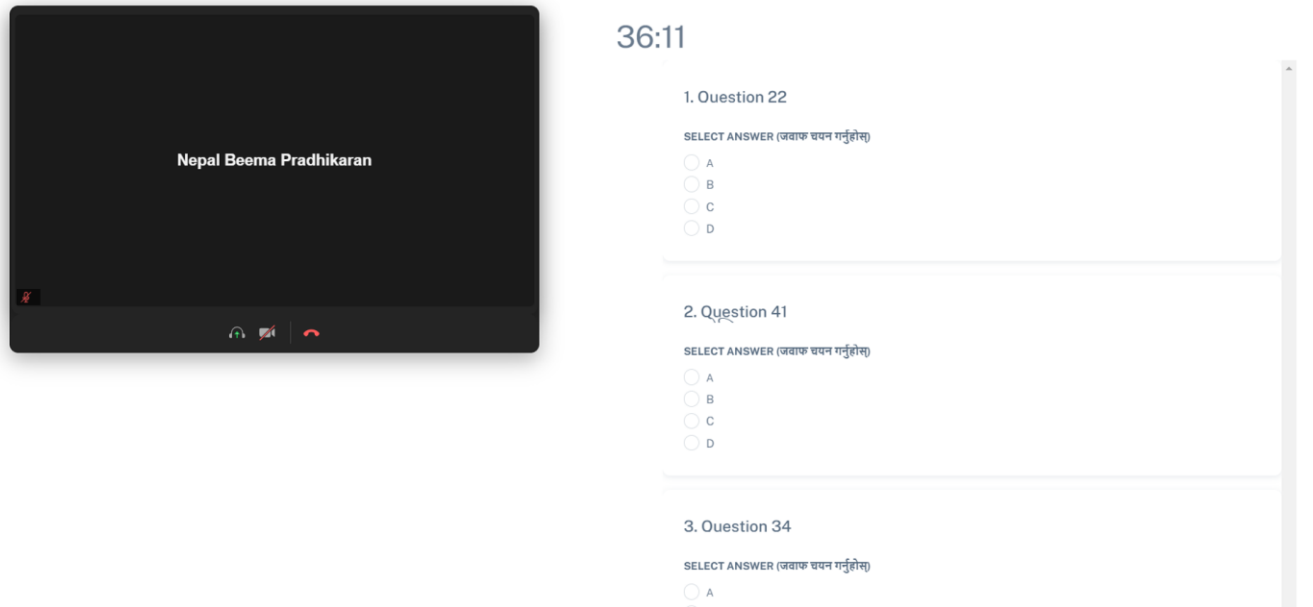 Nepal Beema Pradhikaran
36:11
1. Question 22
SELECT ANSWER (जवाफ चयन गर्नुहोस्)
A
B
C
D
2. Question 41
SELECT ANSWER (जवाफ चयन गर्नुहोस्)
A
B
C
D
3. Question 34
SELECT ANSWER (जवाफ चयन गर्नुहोस्)
A